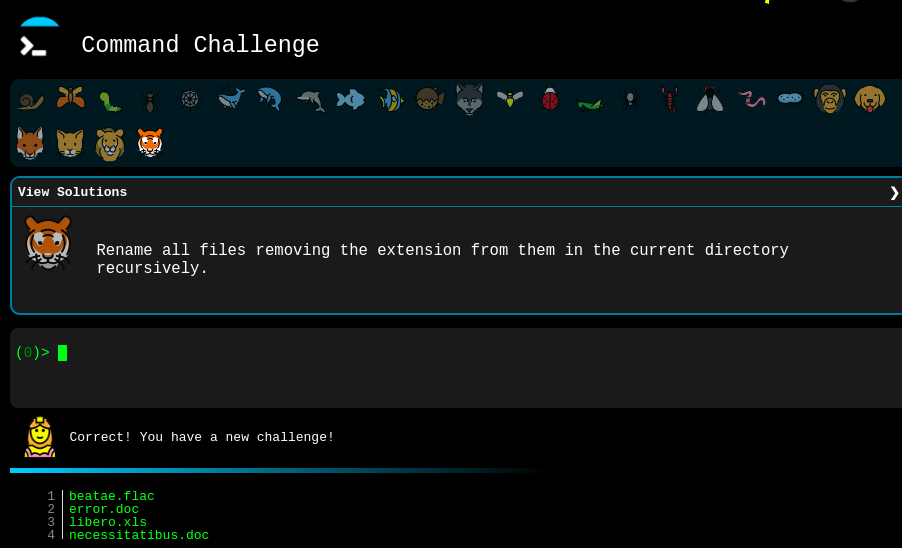 Command Challenge
View Solutions
Rename all files removing the extension from them in the current directory
recursively.
(0)>
Correct! You have a new challenge!
1 beatae.flac
2 error.doc
3 libero.xls
4 necessitatibus.doc